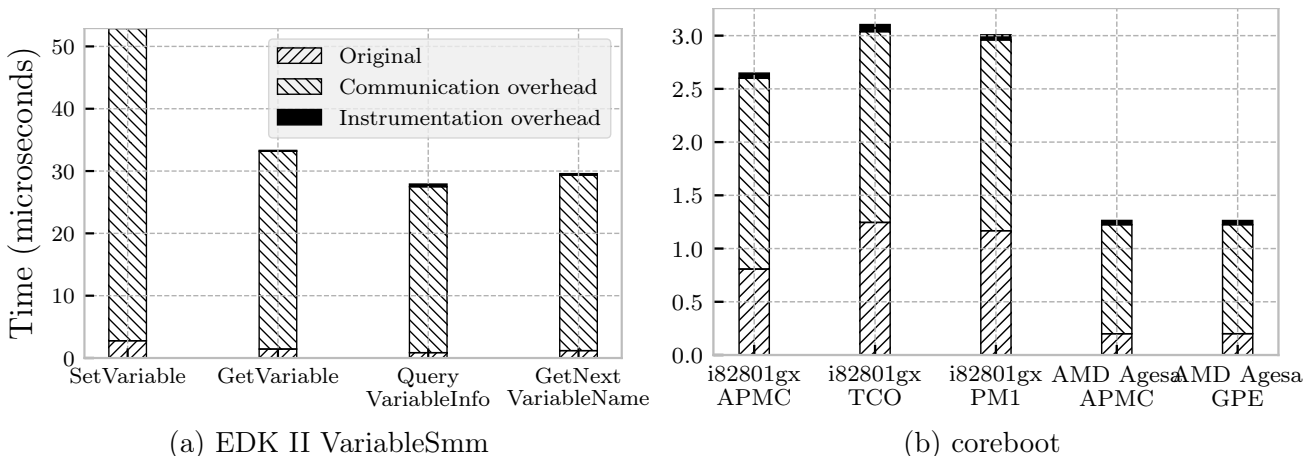 Time (microseconds)
50
40
30
20
10
0
Original
Communication overhead
Instrumentation overhead
SetVariable
GetVariable
Query
VariableInfo
GetNext
VariableName
(a) EDK II VariableSmm
3.0
2.5
2.0
1.5
1.0
0.5
0.0
i82801gx
APMC
i82801gx
TCO
i82801gx
PM1
AMD Agesa
APMC
AMD Agesa
GPE
(b) coreboot